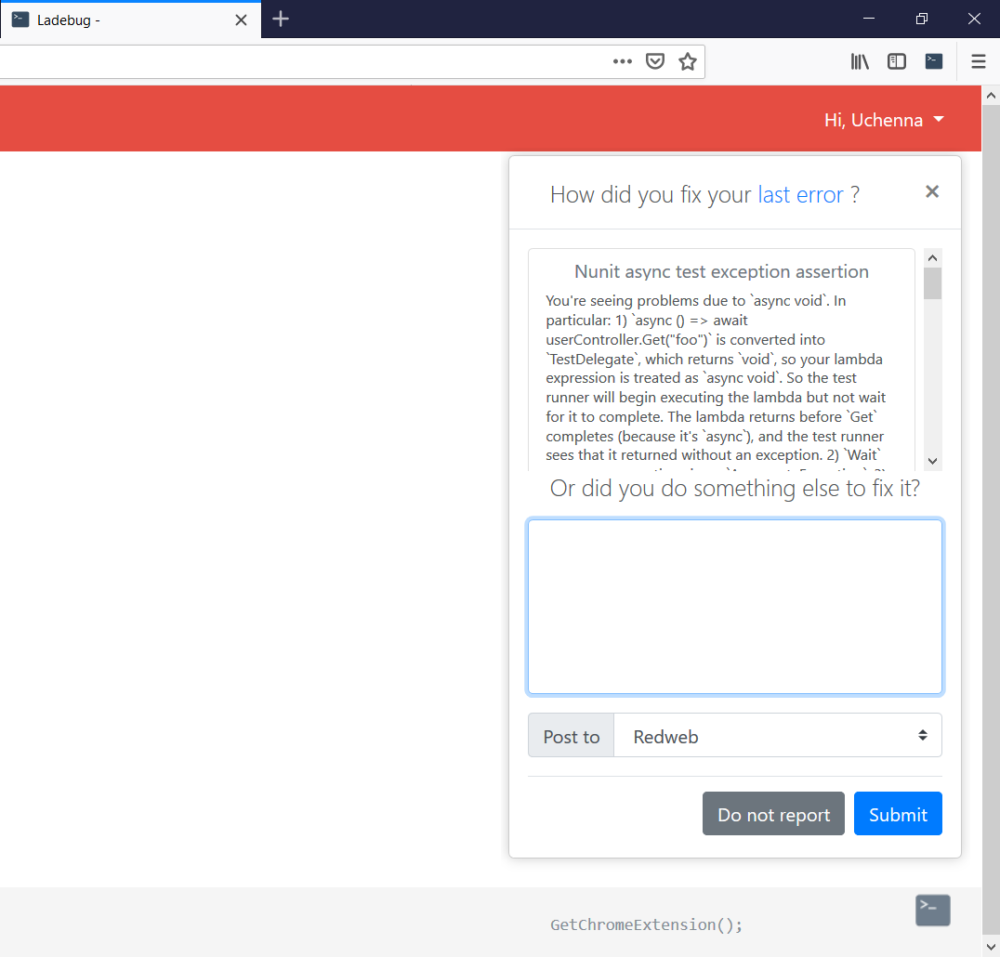 Ladebug -
Hi, Uchenna
How did you fix your last error ?
Nunit async test exception assertion
You're seeing problems due to `async void`. In
particular: 1) `async () => await
userController.Get("foo")` is converted into
`TestDelegate`, which returns `void`, so your lambda
expression is treated as `async void`. So the test
runner will begin executing the lambda but not wait
for it to complete. The lambda returns before `Get`
completes (because it's `async`), and the test runner
sees that it returned without an exception. 2) `Wait`
Or did you do something else to fix it?
Post to Redweb
Do not report Submit
GetChromeExtension();